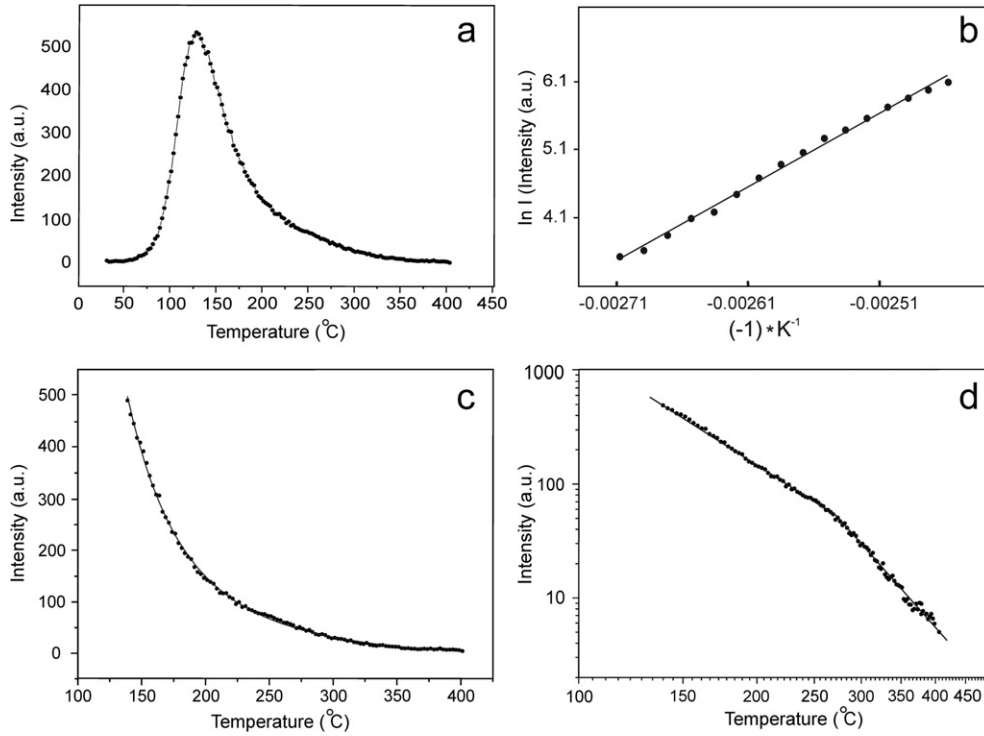 a
500
400
300
200
100
0
Intensity (a.u.)
0 50 100 150 200 250 300 350 400 450
Temperature (°C)
b
6.1
5.1
4.1
ln I (Intensity (a.u.)
-0.00271 -0.00261 -0.00251
(-1)*K⁻¹
c
500
400
300
200
100
0
Intensity (a.u.)
100 150 200 250 300 350 400
Temperature (°C)
d
1000
100
10
Intensity (a.u.)
100 150 200 250 300 350 400 450
Temperature (°C)